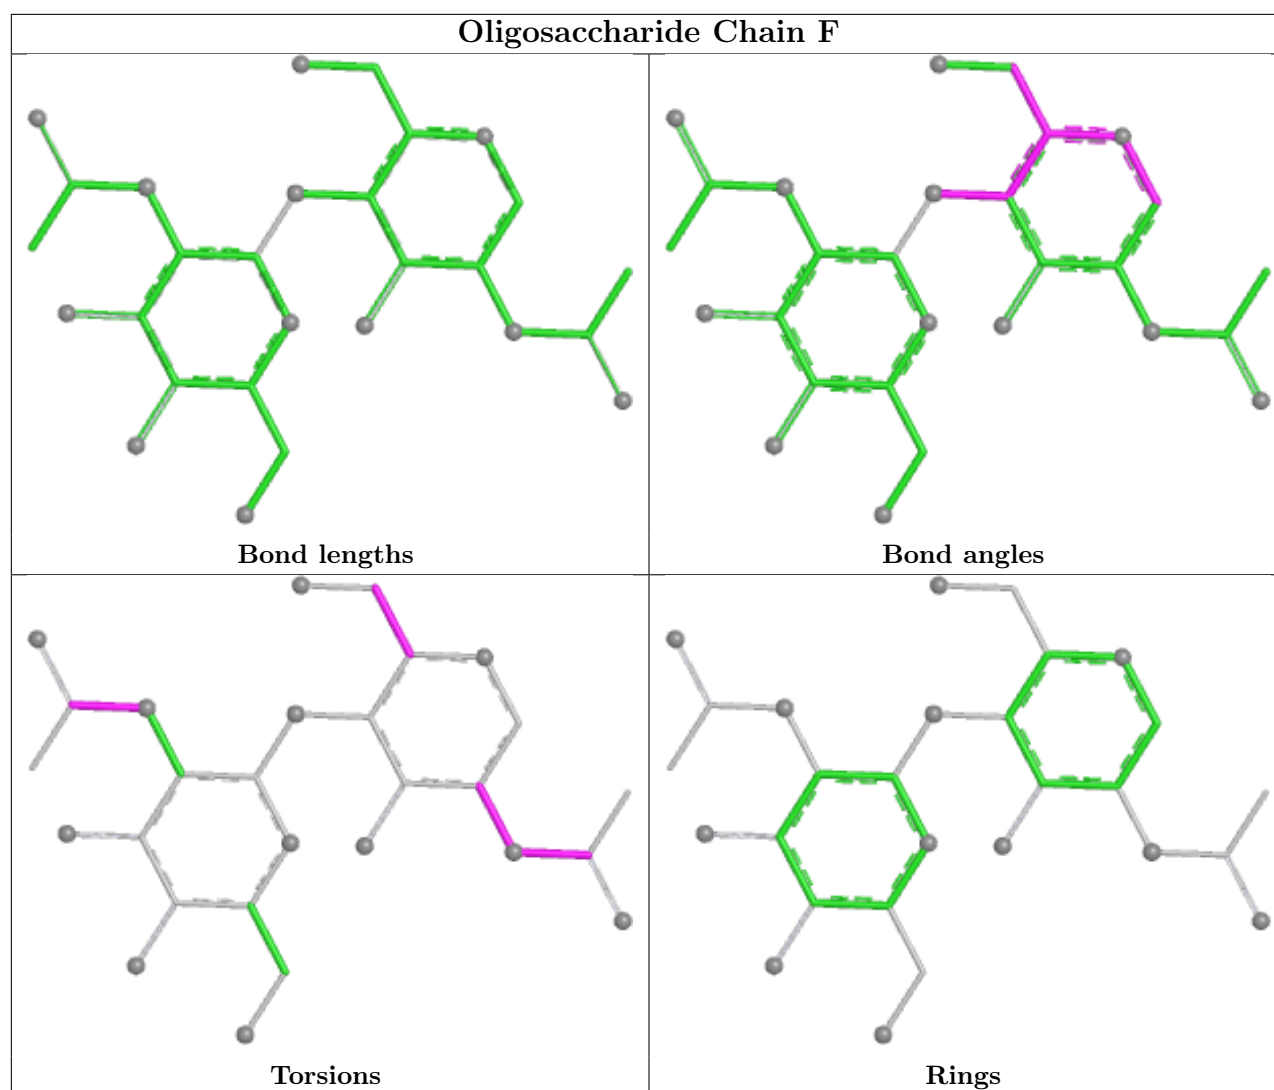 Oligosaccharide Chain F
Bond lengths
Bond angles
Torsions
Rings